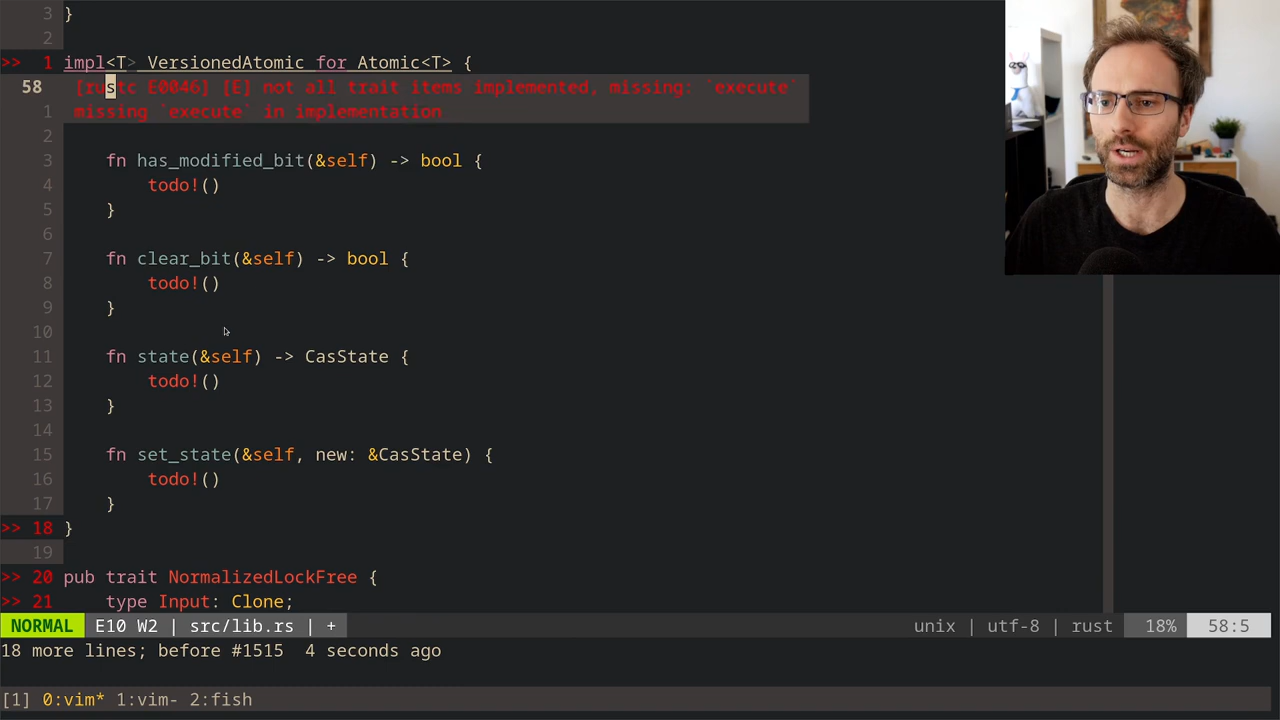 3 }
2
>> 1 impl<T> VersionedAtomic for Atomic<T> {
58 [rustc E0046] [E] not all trait items implemented, missing: `execute`
1 missing `execute` in implementation
2
3 fn has_modified_bit(&self) -> bool {
4 todo!()
5 }
6
7 fn clear_bit(&self) -> bool {
8 todo!()
9 }
10
11 fn state(&self) -> CasState {
12 todo!()
13 }
14
15 fn set_state(&self, new: &CasState) {
16 todo!()
17 }
>> 18 }
19
>> 20 pub trait NormalizedLockFree {
>> 21 type Input: Clone;
NORMAL E10 W2 | src/lib.rs | + unix | utf-8 | rust 18% 58:5
18 more lines; before #1515 4 seconds ago
[1] 0:vim* 1:vim- 2:fish